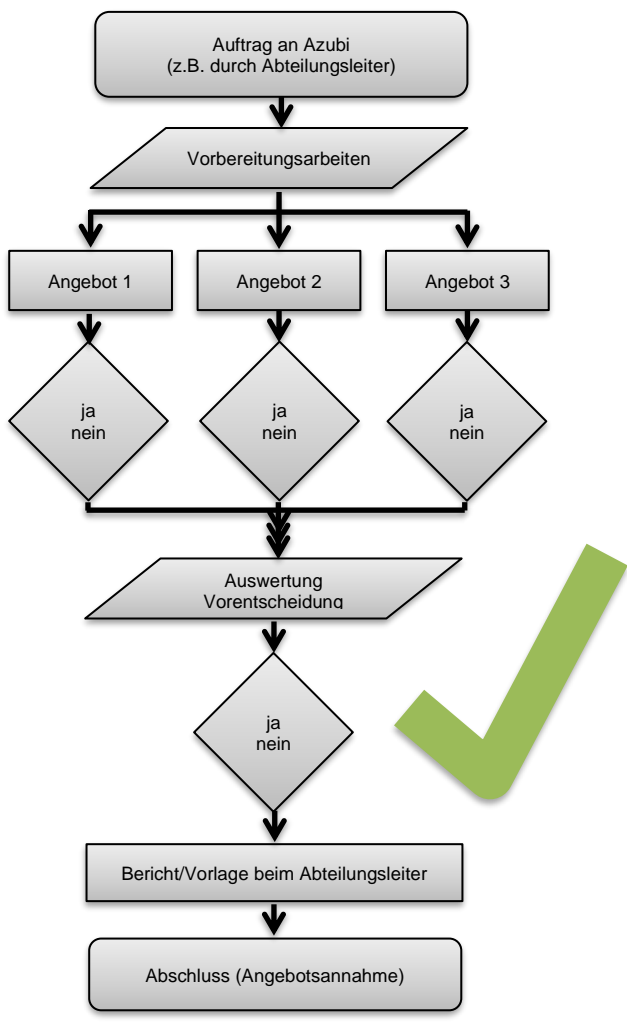 Auftrag an Azubi
(z.B. durch Abteilungsleiter)
Vorbereitungsarbeiten
Angebot 1
Angebot 2
Angebot 3
ja
nein
ja
nein
ja
nein
Auswertung
Vorentscheidung
ja
nein
Bericht/Vorlage beim Abteilungsleiter
Abschluss (Angebotsannahme)